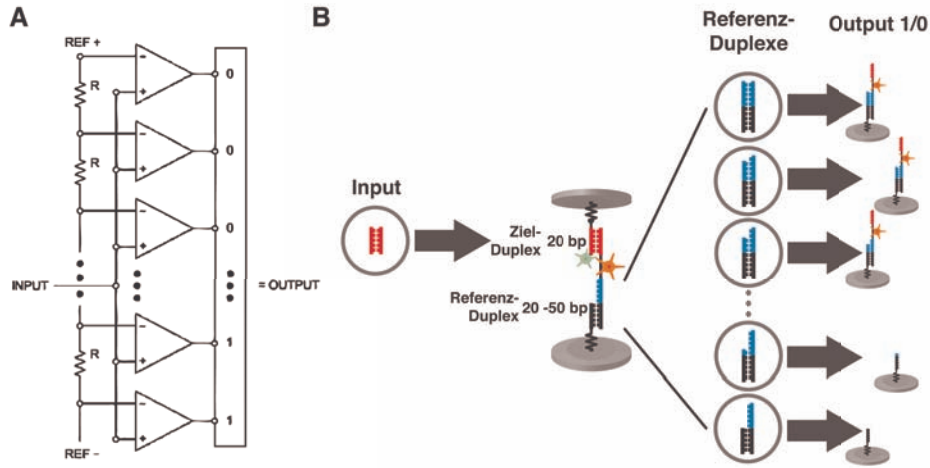 A
REF +
R
R
INPUT
R
REF –
–
+
–
+
–
+
–
+
–
+
0
0
0
1
1
= OUTPUT
B
Input
Ziel-
Duplex
20 bp
Referenz-
Duplex
20 -50 bp
Referenz-
Duplexe
Output 1/0